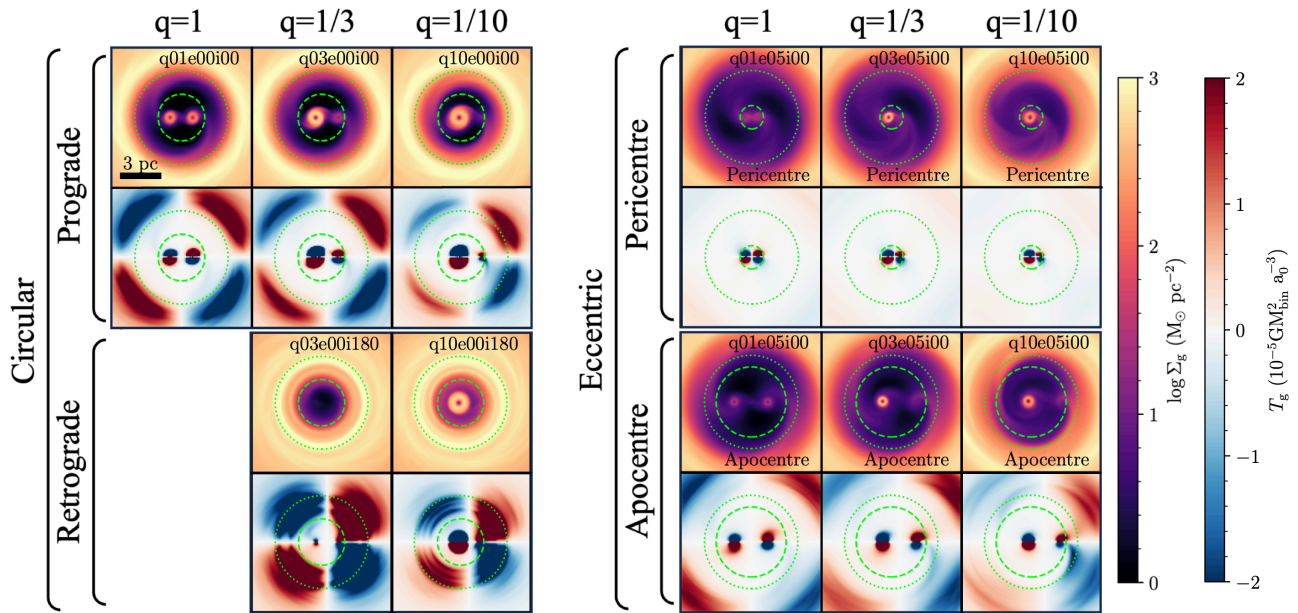 q=1 q=1/3 q=1/10 q=1 q=1/3 q=1/10
Circular
Prograde
q01e00i00 q03e00i00 q10e00i00
3 pc
Retrograde
q03e00i180 q10e00i180
Eccentric
Pericentre
q01e05i00 q03e05i00 q10e05i00
Pericentre Pericentre Pericentre
Apocentre
q01e05i00 q03e05i00 q10e05i00
Apocentre Apocentre Apocentre
3
2
1
0
log Σg (M⊙ pc⁻²)
2
1
0
−1
−2
Tg (10⁻⁵GM²bin a₀⁻³)